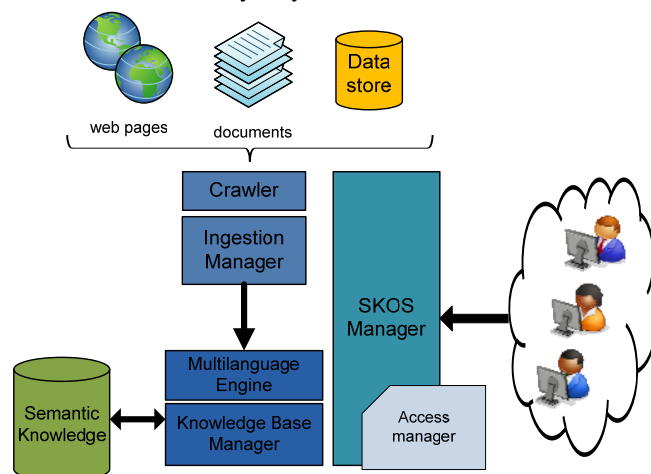 Data
store
web pages
documents
Crawler
Ingestion
Manager
SKOS
Manager
Multilanguage
Engine
Semantic
Knowledge
Knowledge Base
Manager
Access
manager